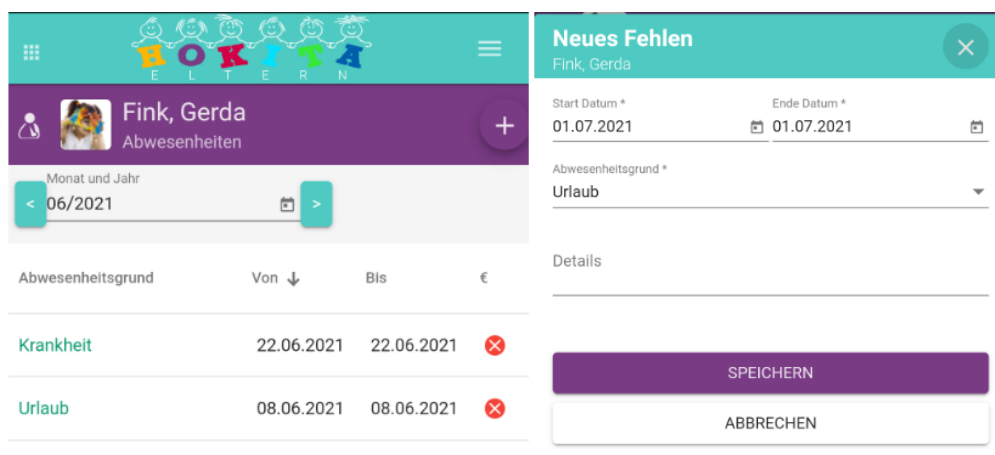 HOKITA
ELTERN
Fink, Gerda
Abwesenheiten
+
Monat und Jahr
< 06/2021 >
Abwesenheitsgrund Von ↓ Bis €
Krankheit 22.06.2021 22.06.2021
Urlaub 08.06.2021 08.06.2021
Neues Fehlen
Fink, Gerda
Start Datum * Ende Datum *
01.07.2021 01.07.2021
Abwesenheitsgrund *
Urlaub
Details
SPEICHERN
ABBRECHEN